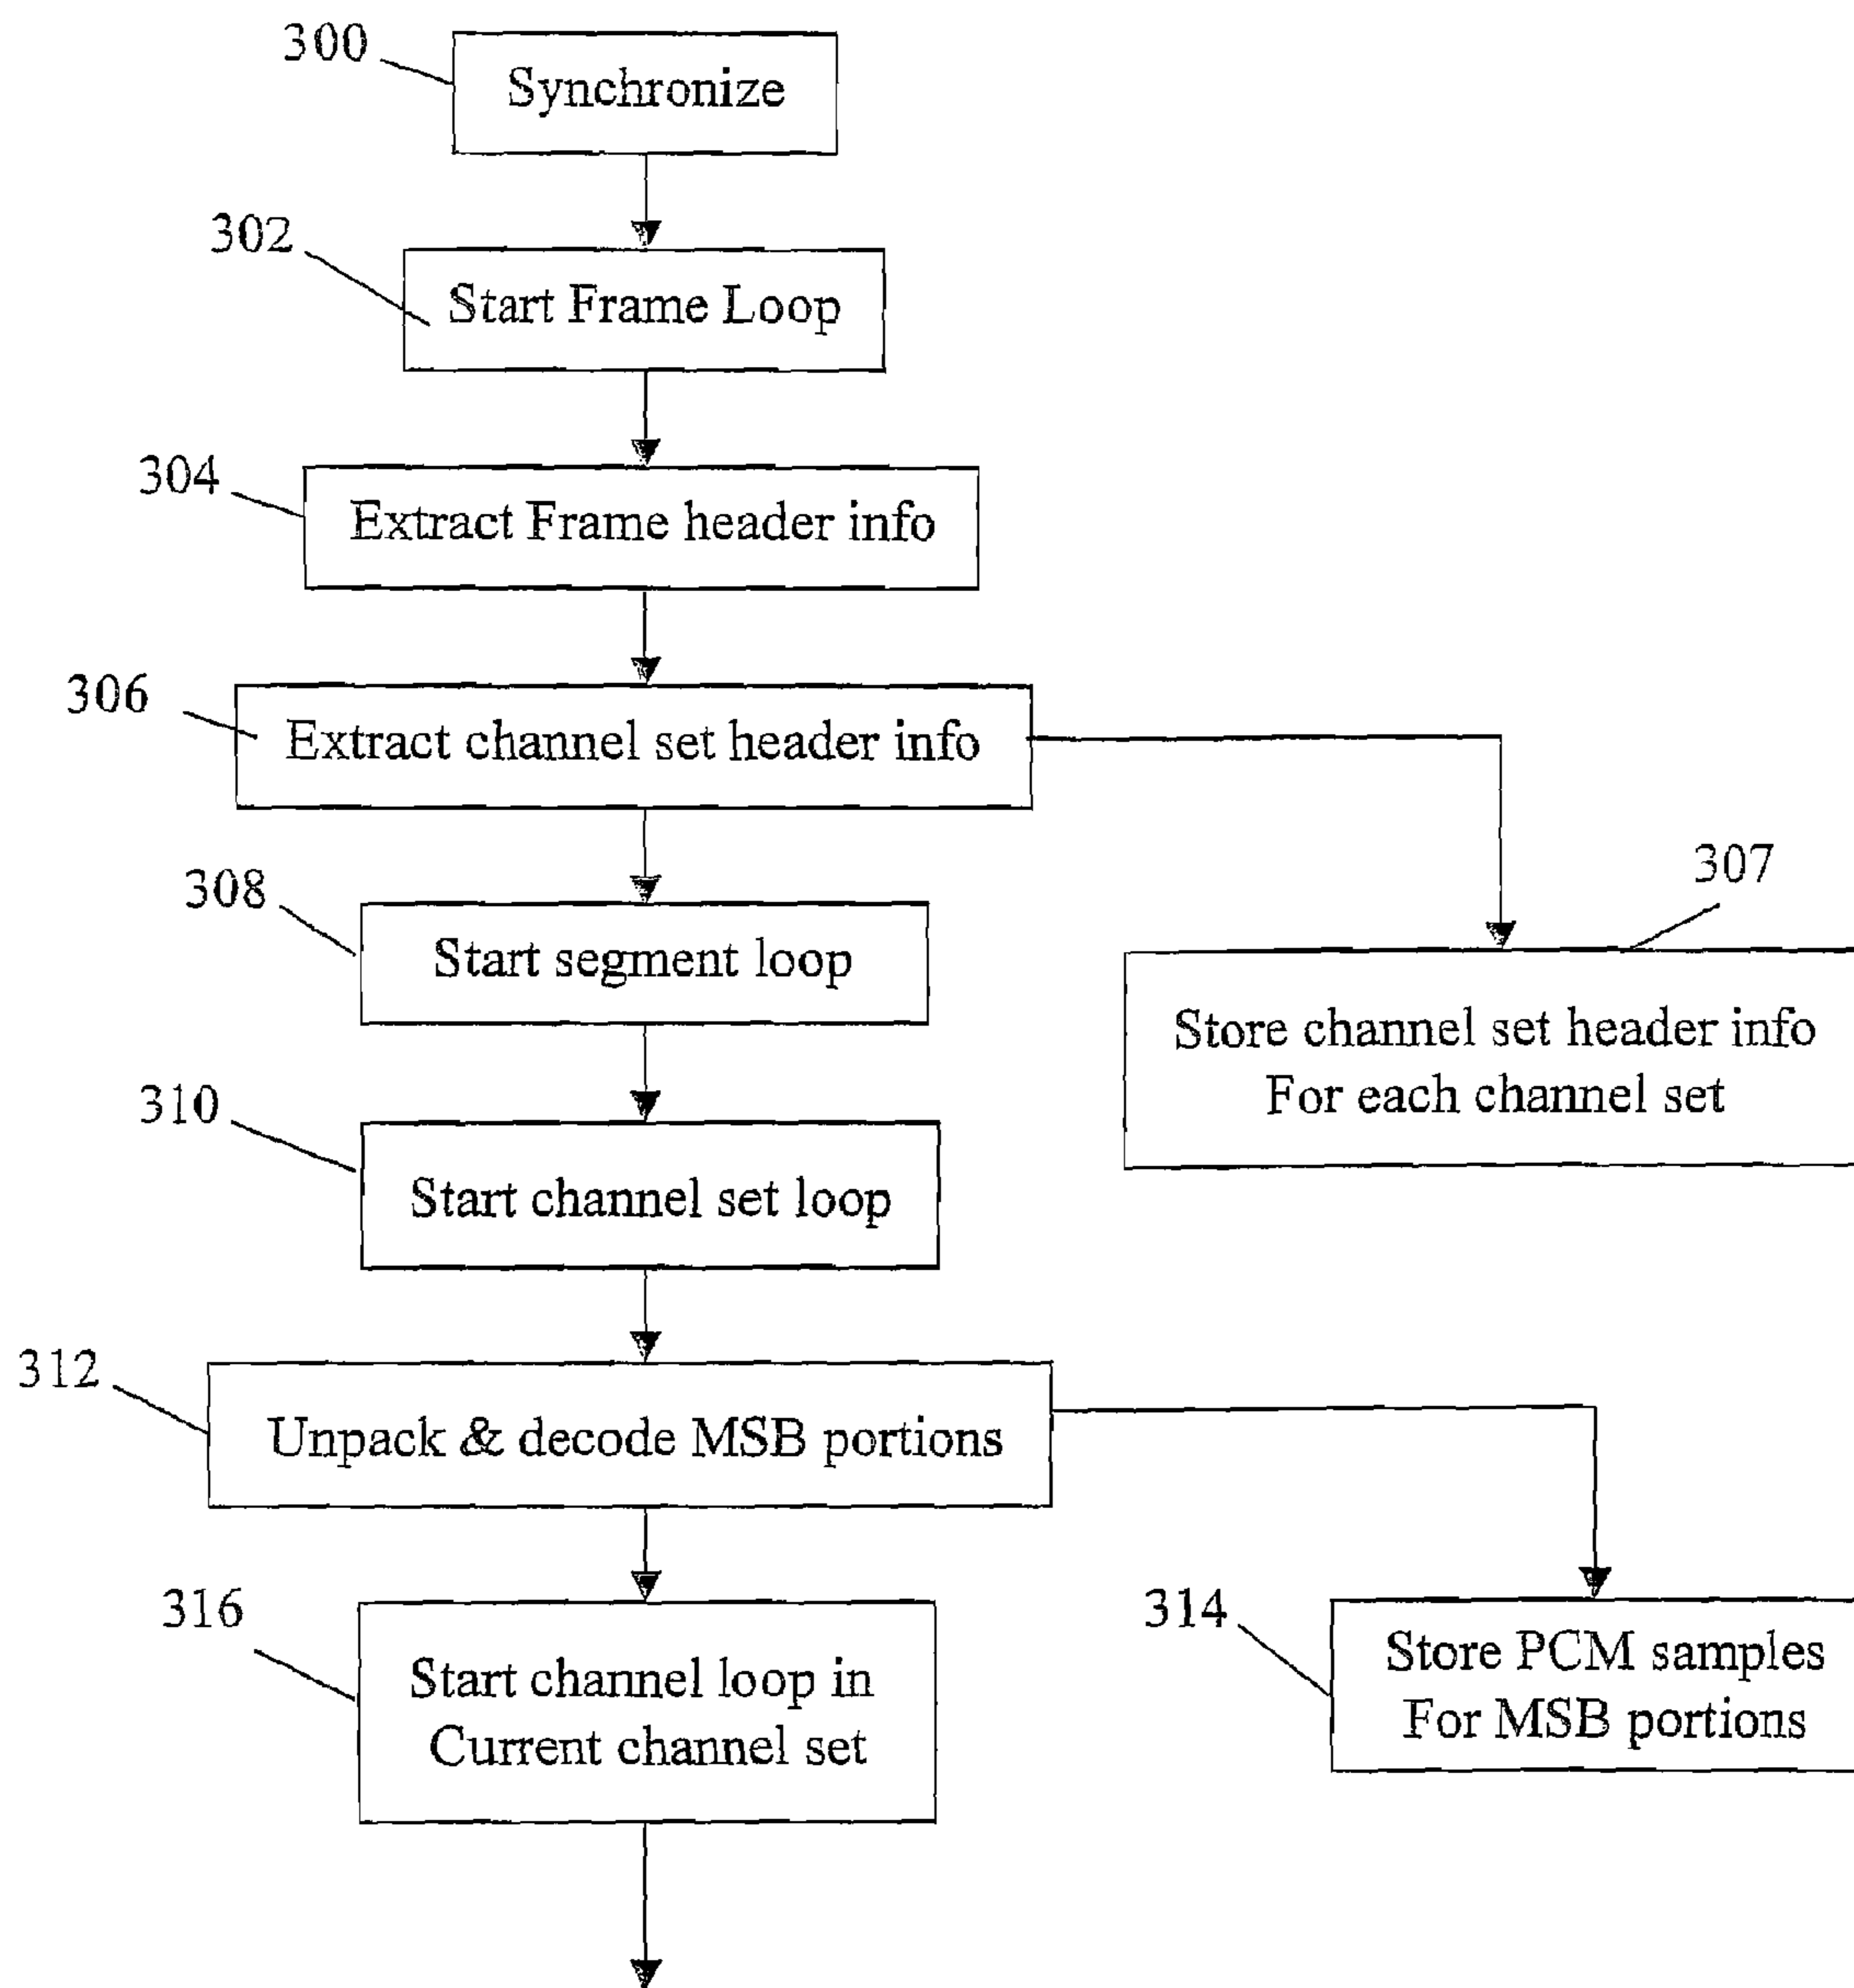 300
Synchronize
302
Start Frame Loop
304
Extract Frame header info
306
Extract channel set header info
308
Start segment loop
307
Store channel set header info
For each channel set
310
Start channel set loop
312
Unpack & decode MSB portions
316
Start channel loop in
Current channel set
314
Store PCM samples
For MSB portions